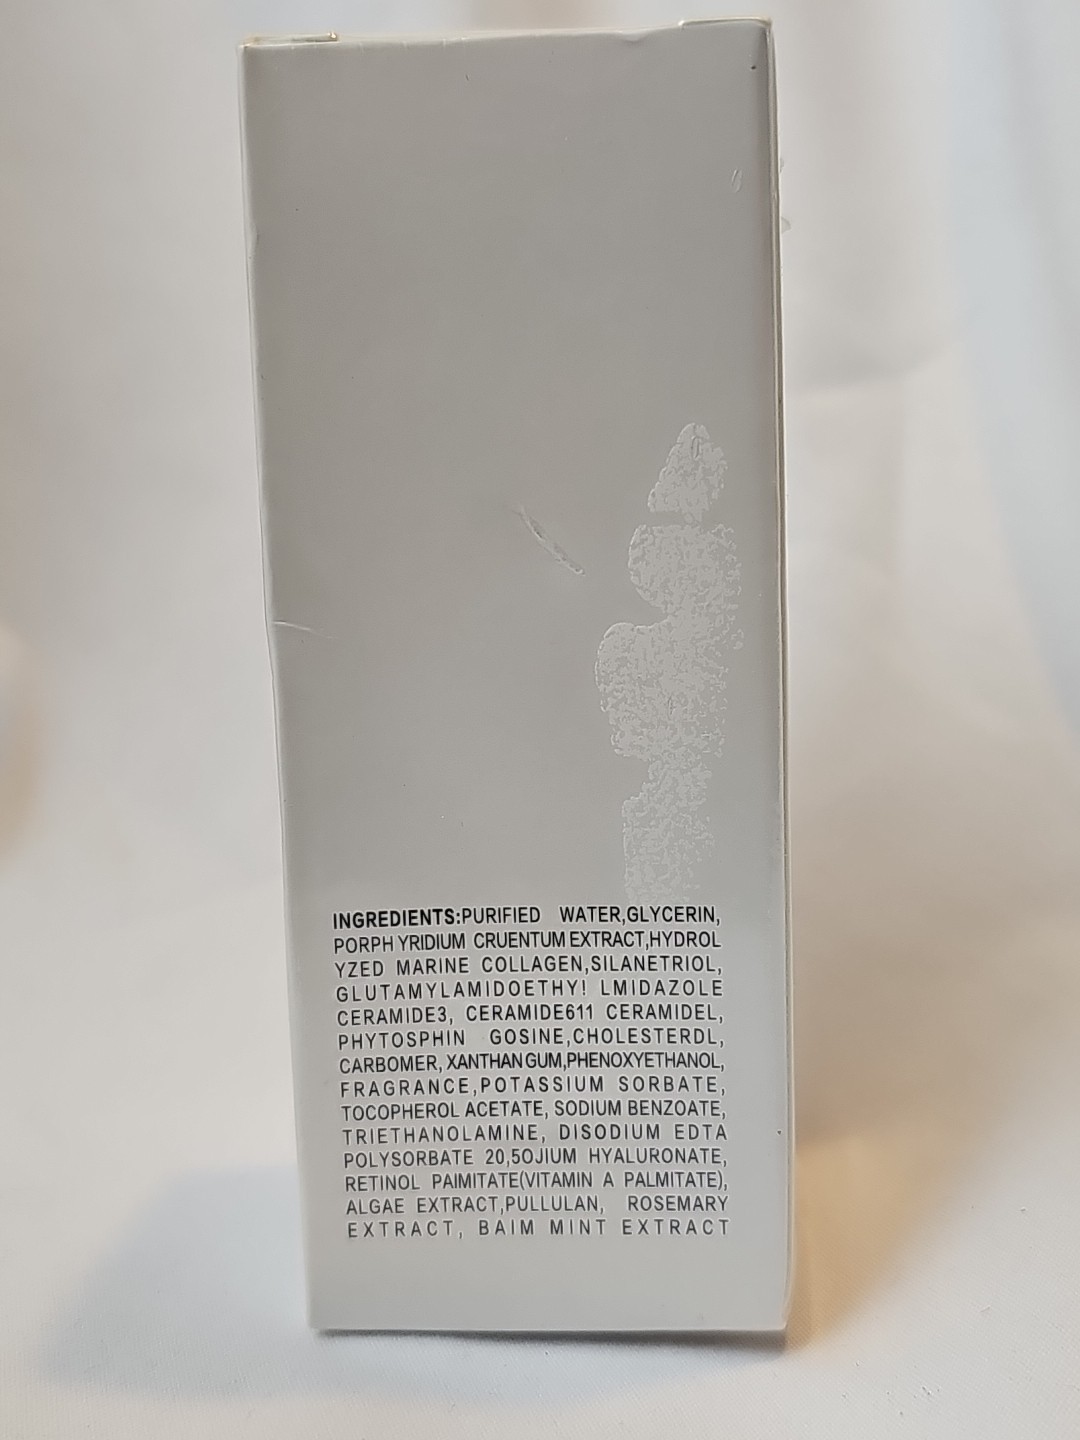 INGREDIENTS:PURIFIED WATER,GLYCERIN,
PORPH YRIDIUM CRUENTUM EXTRACT,HYDROL
YZED MARINE COLLAGEN,SILANETRIOL,
GLUTAMYLAMIDOETHY! LMIDAZOLE
CERAMIDE3, CERAMIDE611 CERAMIDEL,
PHYTOSPHIN GOSINE,CHOLESTERDL,
CARBOMER, XANTHAN GUM,PHENOXYETHANOL,
FRAGRANCE,POTASSIUM SORBATE,
TOCOPHEROL ACETATE, SODIUM BENZOATE,
TRIETHANOLAMINE, DISODIUM EDTA
POLYSORBATE 20,5OJIUM HYALURONATE,
RETINOL PAIMITATE(VITAMIN A PALMITATE),
ALGAE EXTRACT,PULLULAN, ROSEMARY
EXTRACT, BAIM MINT EXTRACT